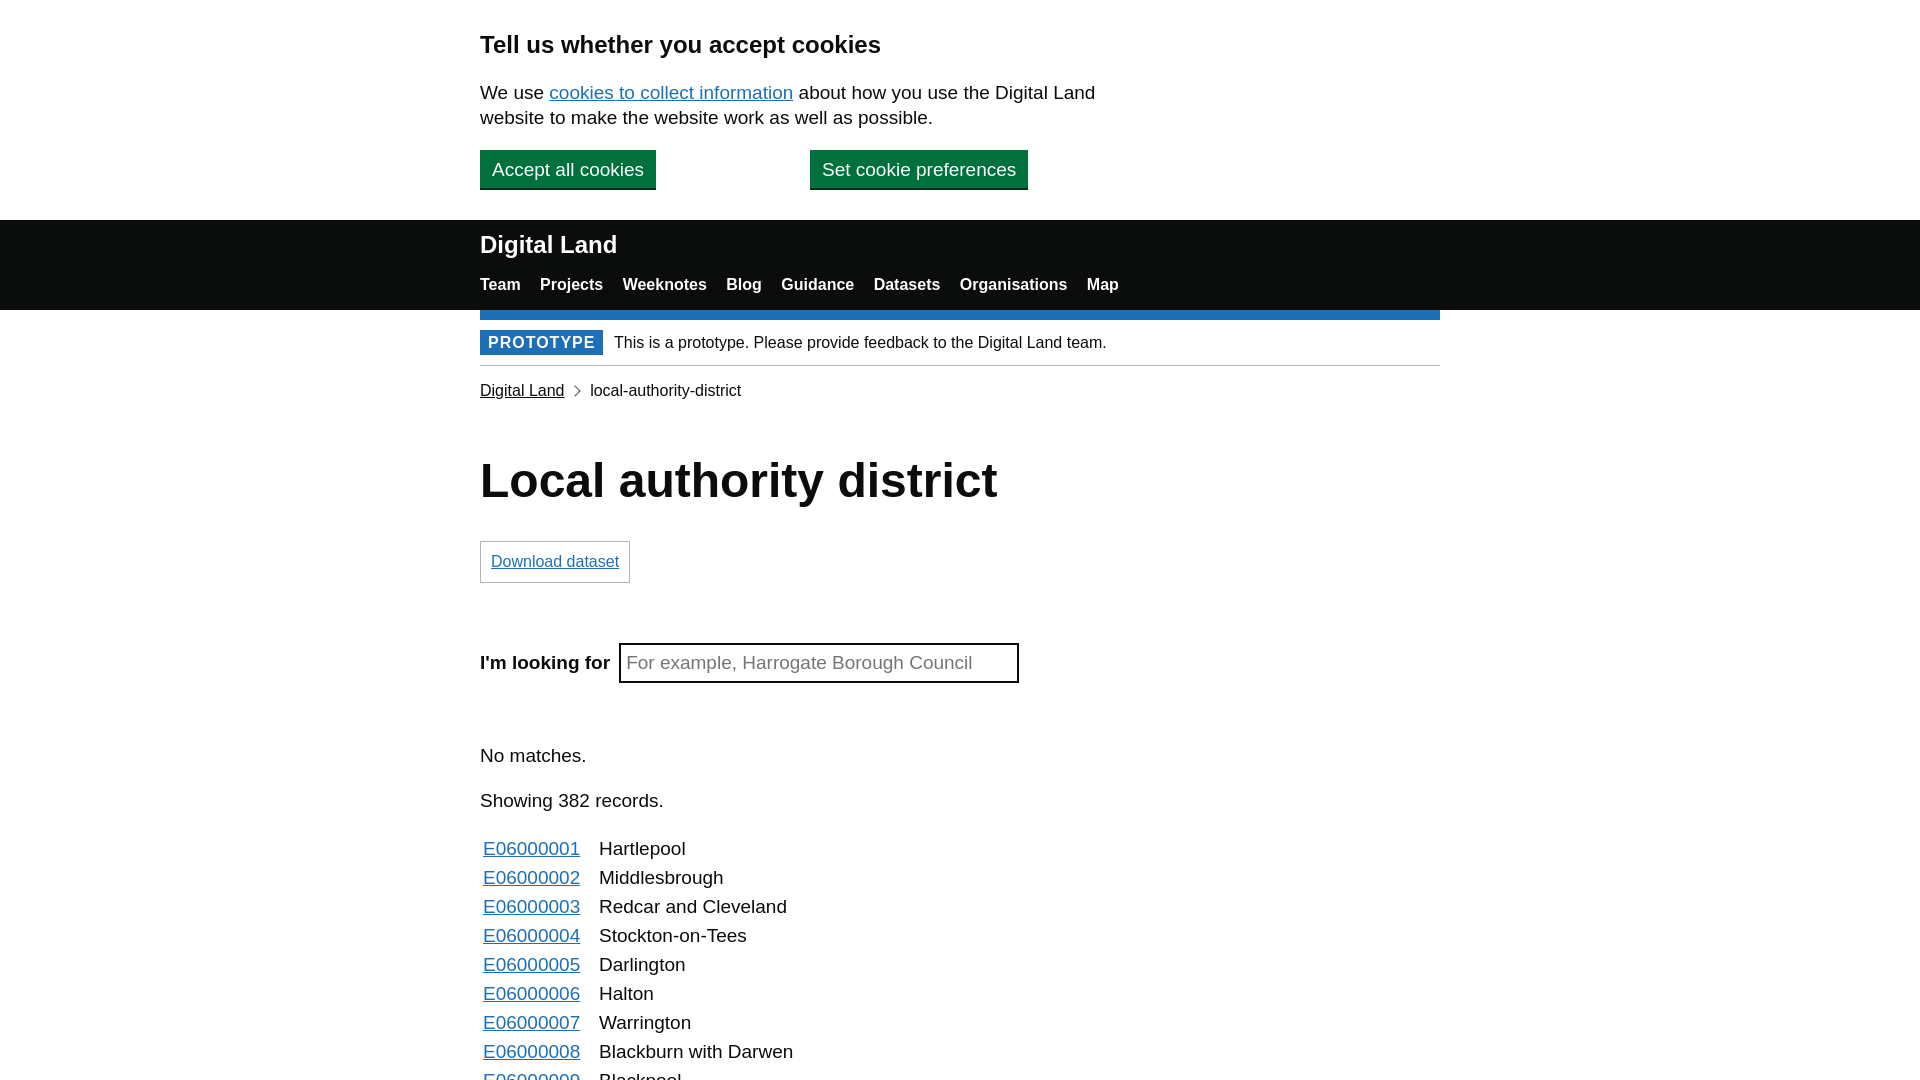 Tell us whether you accept cookies
We use cookies to collect information about how you use the Digital Land
website to make the website work as well as possible.
Accept all cookies Set cookie preferences
Digital Land
Team Projects Weeknotes Blog Guidance Datasets Organisations Map
PROTOTYPE This is a prototype. Please provide feedback to the Digital Land team.
Digital Land local-authority-district
Local authority district
Download dataset
I'm looking for For example, Harrogate Borough Council
No matches.
Showing 382 records.
E06000001 Hartlepool
E06000002 Middlesbrough
E06000003 Redcar and Cleveland
E06000004 Stockton-on-Tees
E06000005 Darlington
E06000006 Halton
E06000007 Warrington
E06000008 Blackburn with Darwen
E06000009 Blackpool